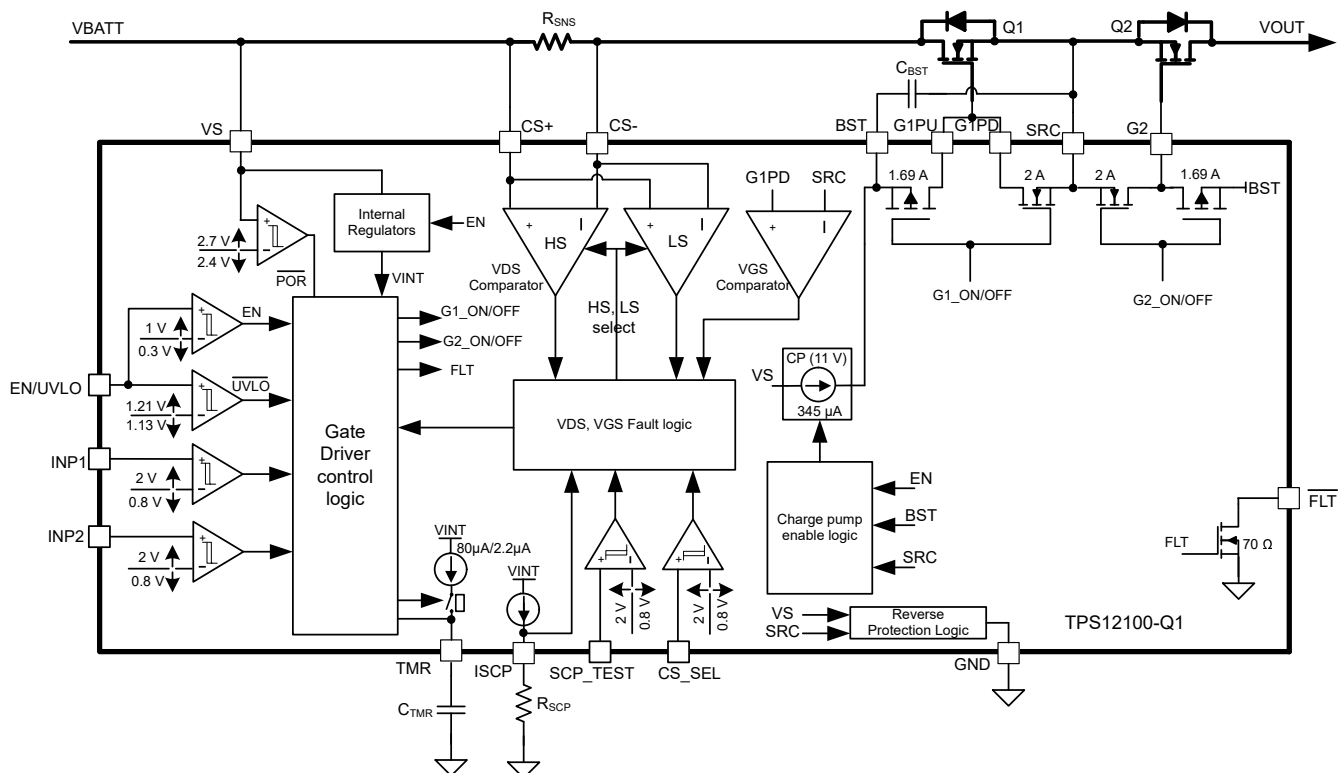 VBATT
RSNS
Q1
Q2
VOUT
CBST
VS
CS+
CS-
BST
G1PU
G1PD
SRC
G2
1.69 A
2 A
2 A
1.69 A
BST
G1_ON/OFF
G2_ON/OFF
+
−
2.7 V
2.4 V
POR
Internal
Regulators
EN
VINT
+
−
HS
VDS
Comparator
+
−
LS
HS, LS
select
G1PD
SRC
+
−
VGS
Comparator
EN/UVLO
+
−
1 V
0.3 V
EN
+
−
1.21 V
1.13 V
UVLO
INP1
+
−
2 V
0.8 V
INP2
+
−
2 V
0.8 V
Gate
Driver
control
logic
G1_ON/OFF
G2_ON/OFF
FLT
VDS, VGS Fault logic
VS
CP (11 V)
345 µA
Charge pump
enable logic
EN
BST
SRC
VINT
80µA/2.2µA
VINT
+
−
2 V
0.8 V
+
−
2 V
0.8 V
VS
SRC
Reverse
Protection Logic
FLT
70 Ω
FLT
TPS12100-Q1
TMR
ISCP
SCP_TEST
CS_SEL
GND
CTMR
RSCP